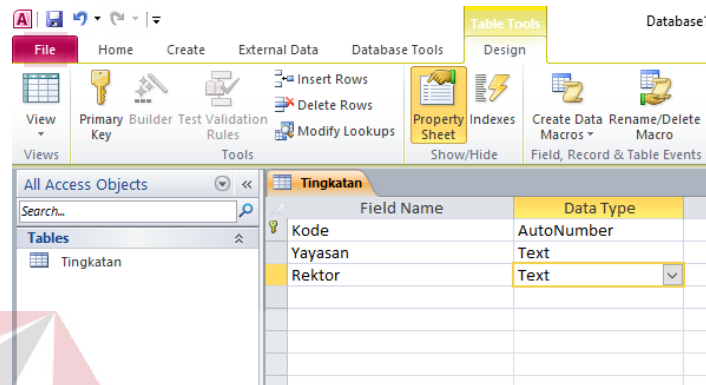 A
Table Tools
Database
File Home Create External Data Database Tools Design
View
Primary Key
Builder
Test Validation Rules
Insert Rows
Delete Rows
Modify Lookups
Property Sheet
Indexes
Create Data Macros
Rename/Delete Macro
Views Tools Show/Hide Field, Record & Table Events
All Access Objects
Search...
Tables
Tingkatan
Tingkatan
Field Name Data Type
Kode AutoNumber
Yayasan Text
Rektor Text